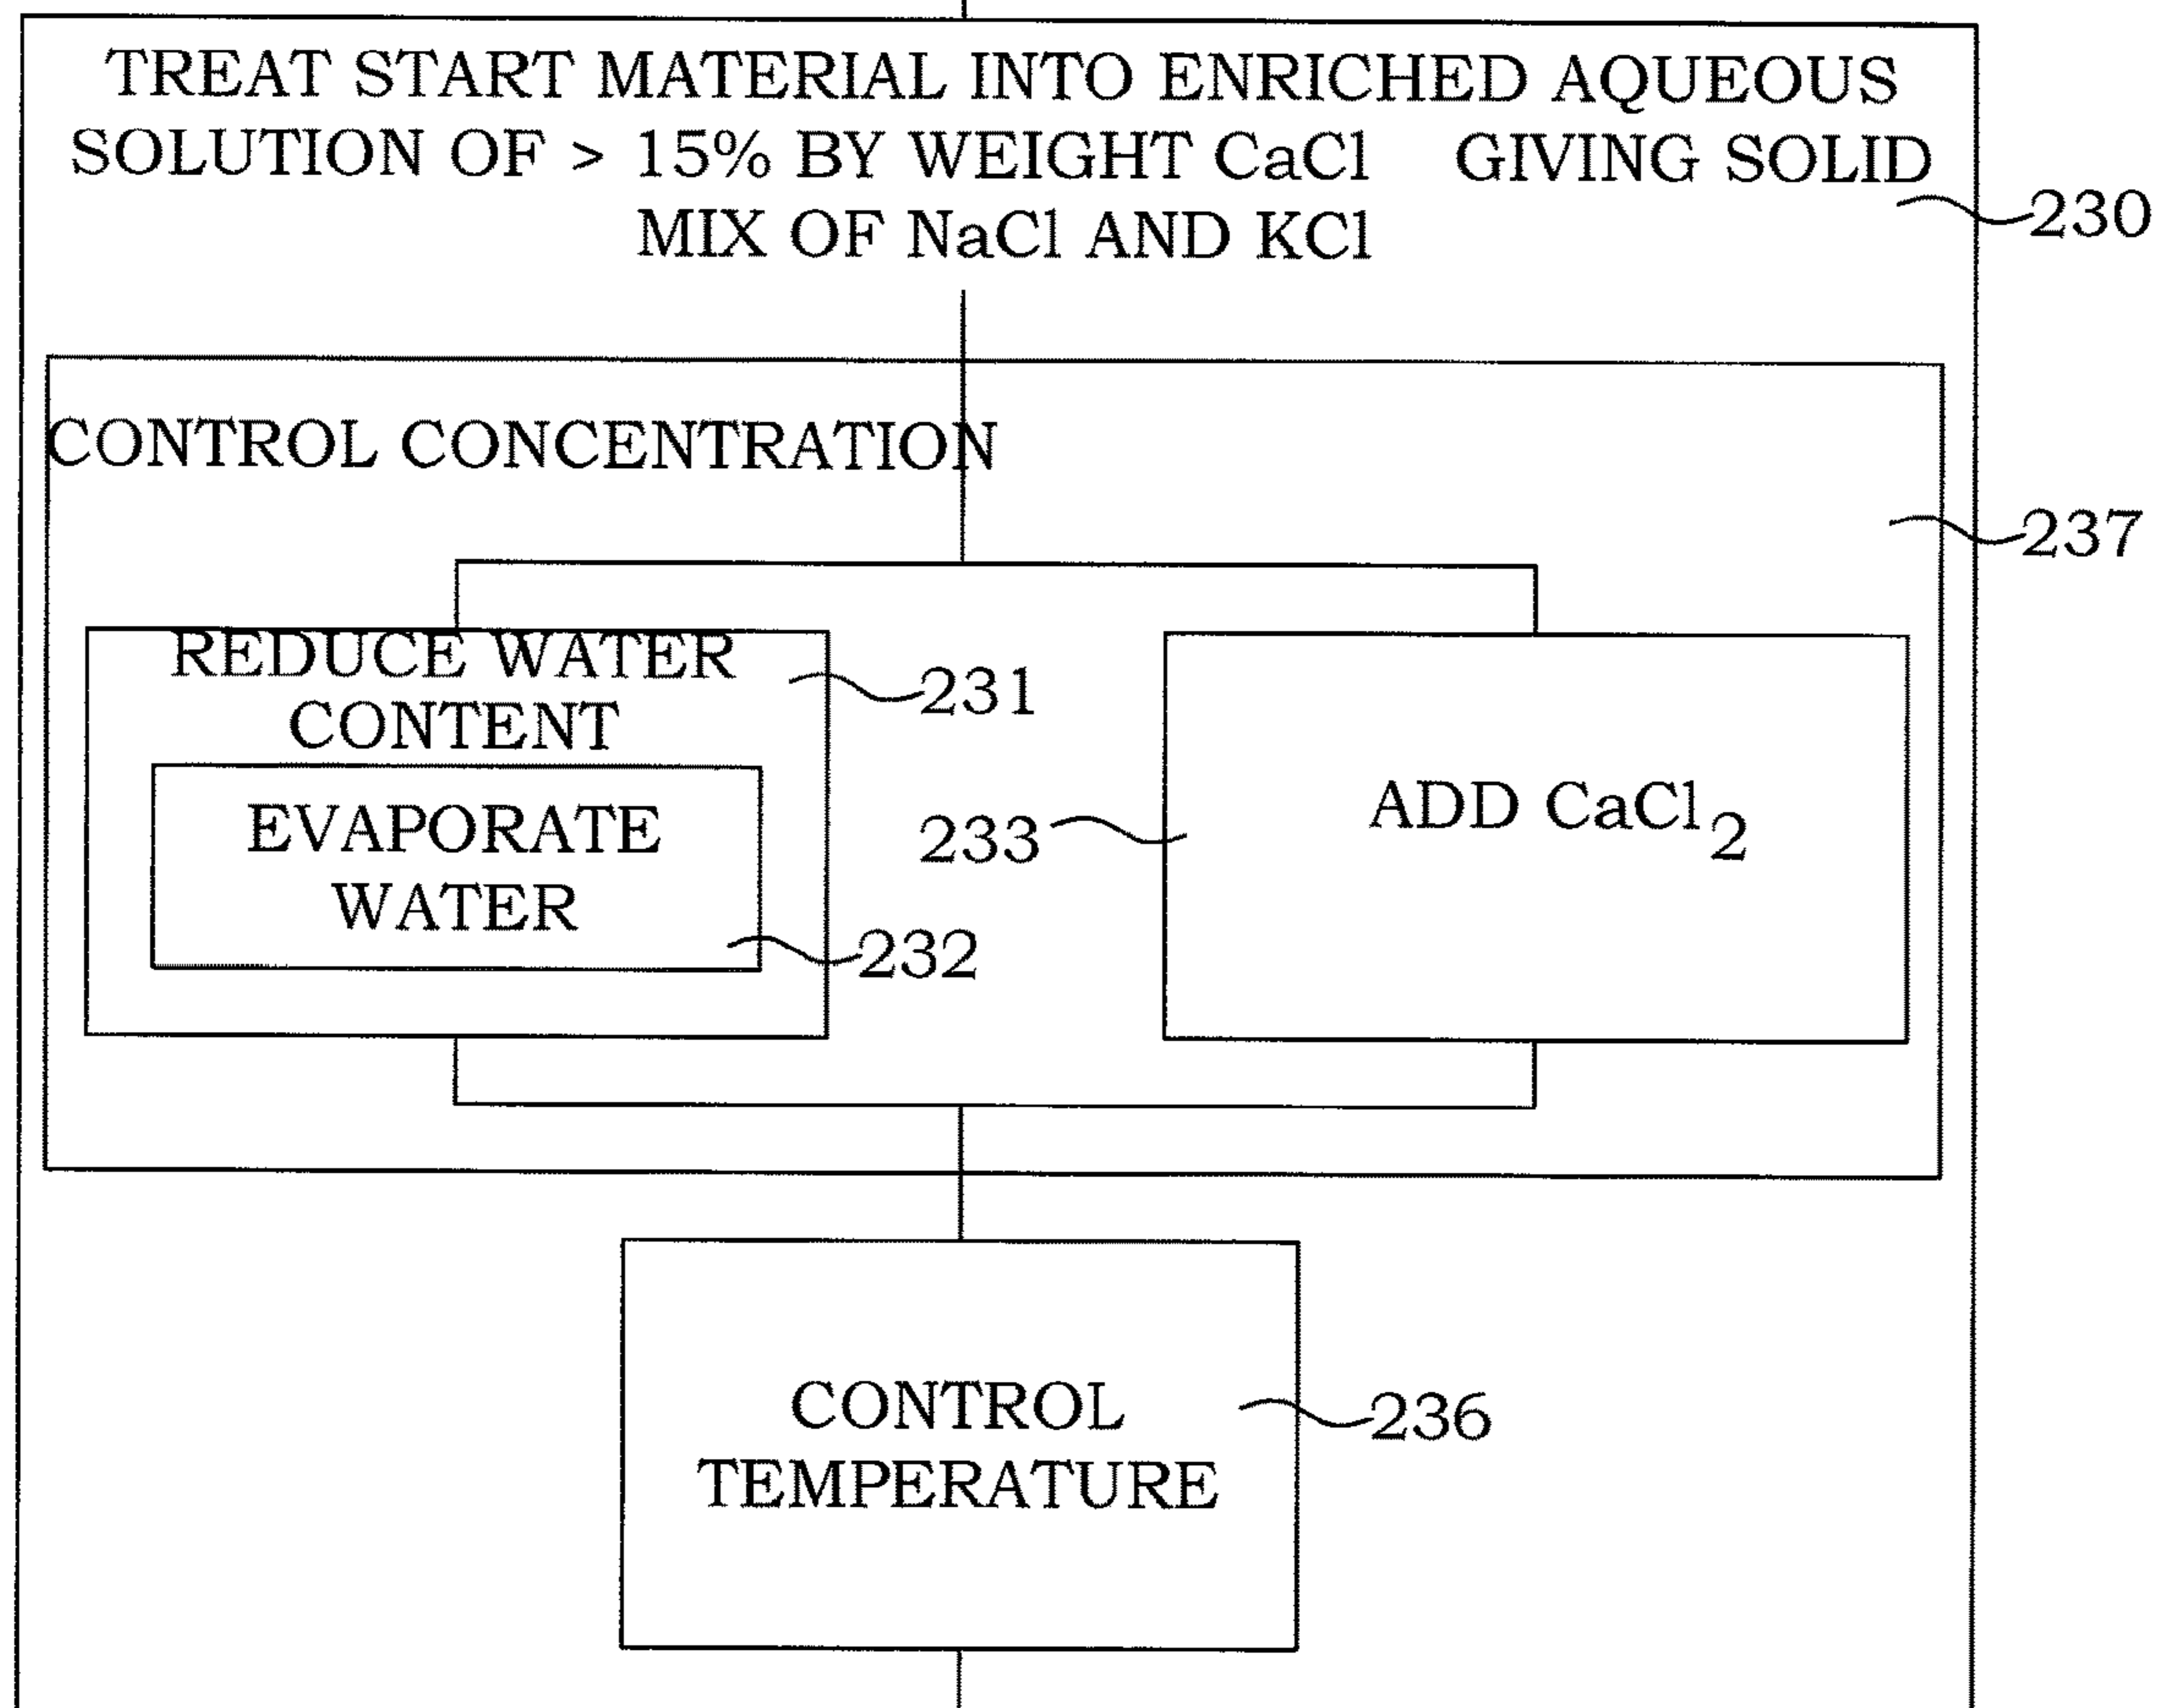 TREAT START MATERIAL INTO ENRICHED AQUEOUS
SOLUTION OF > 15% BY WEIGHT CaCl GIVING SOLID
MIX OF NaCl AND KCl
230
CONTROL CONCENTRATION
237
REDUCE WATER
CONTENT
231
EVAPORATE
WATER
232
233
ADD CaCl2
CONTROL
TEMPERATURE
236